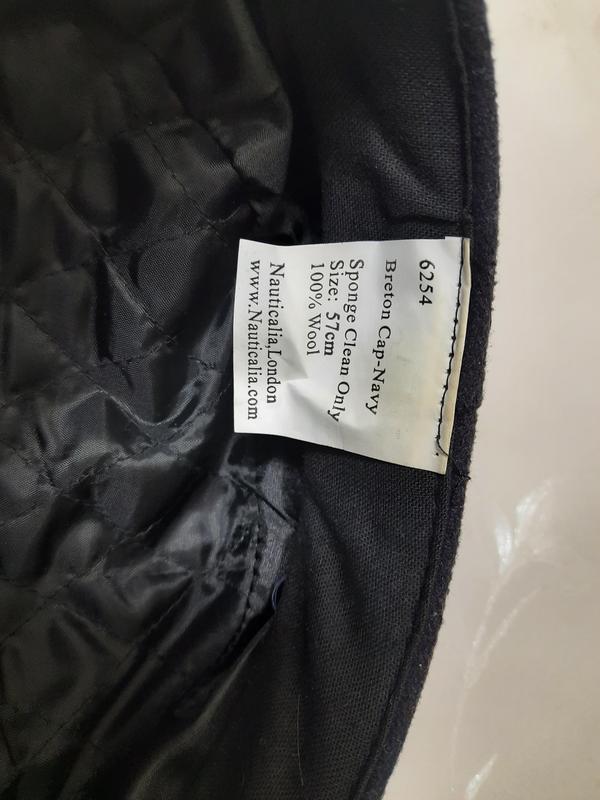 6254
Breton Cap-Navy
Sponge Clean Only
Size: 57cm
100% Wool
Nauticalia,London
www.Nauticalia.com